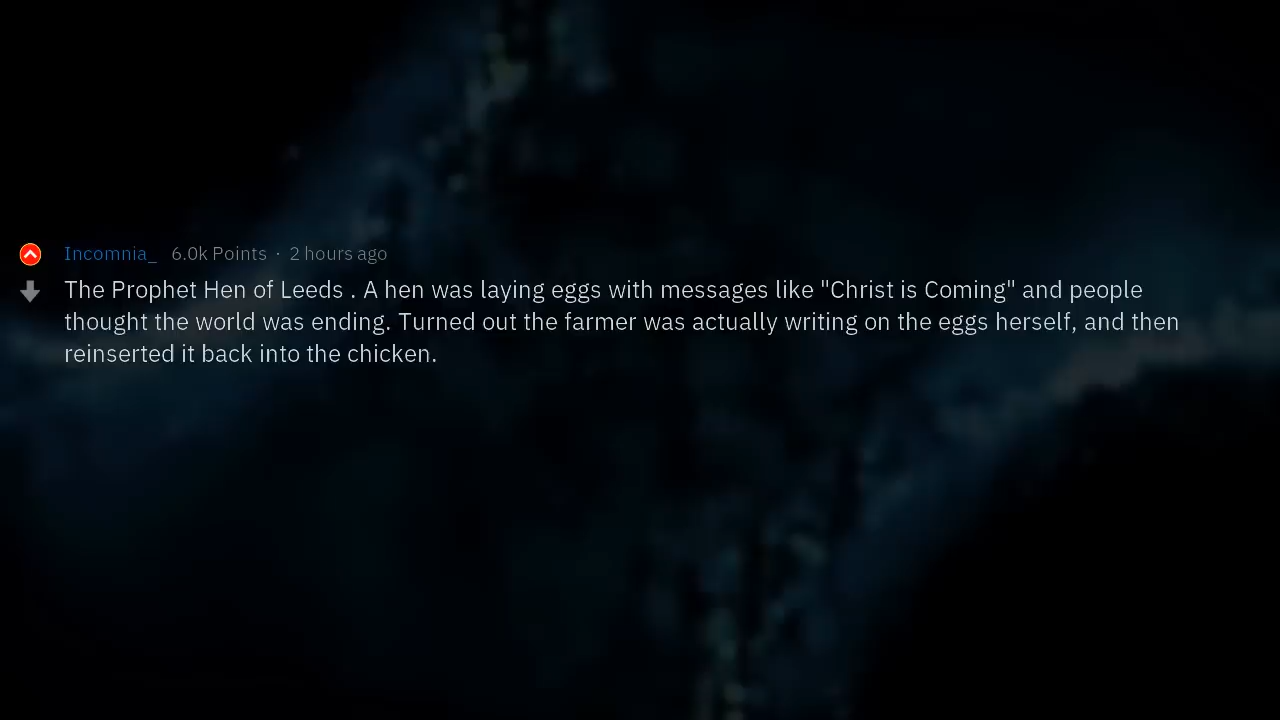 Incomnia_ 6.0k Points · 2 hours ago
The Prophet Hen of Leeds . A hen was laying eggs with messages like "Christ is Coming" and people
thought the world was ending. Turned out the farmer was actually writing on the eggs herself, and then
reinserted it back into the chicken.